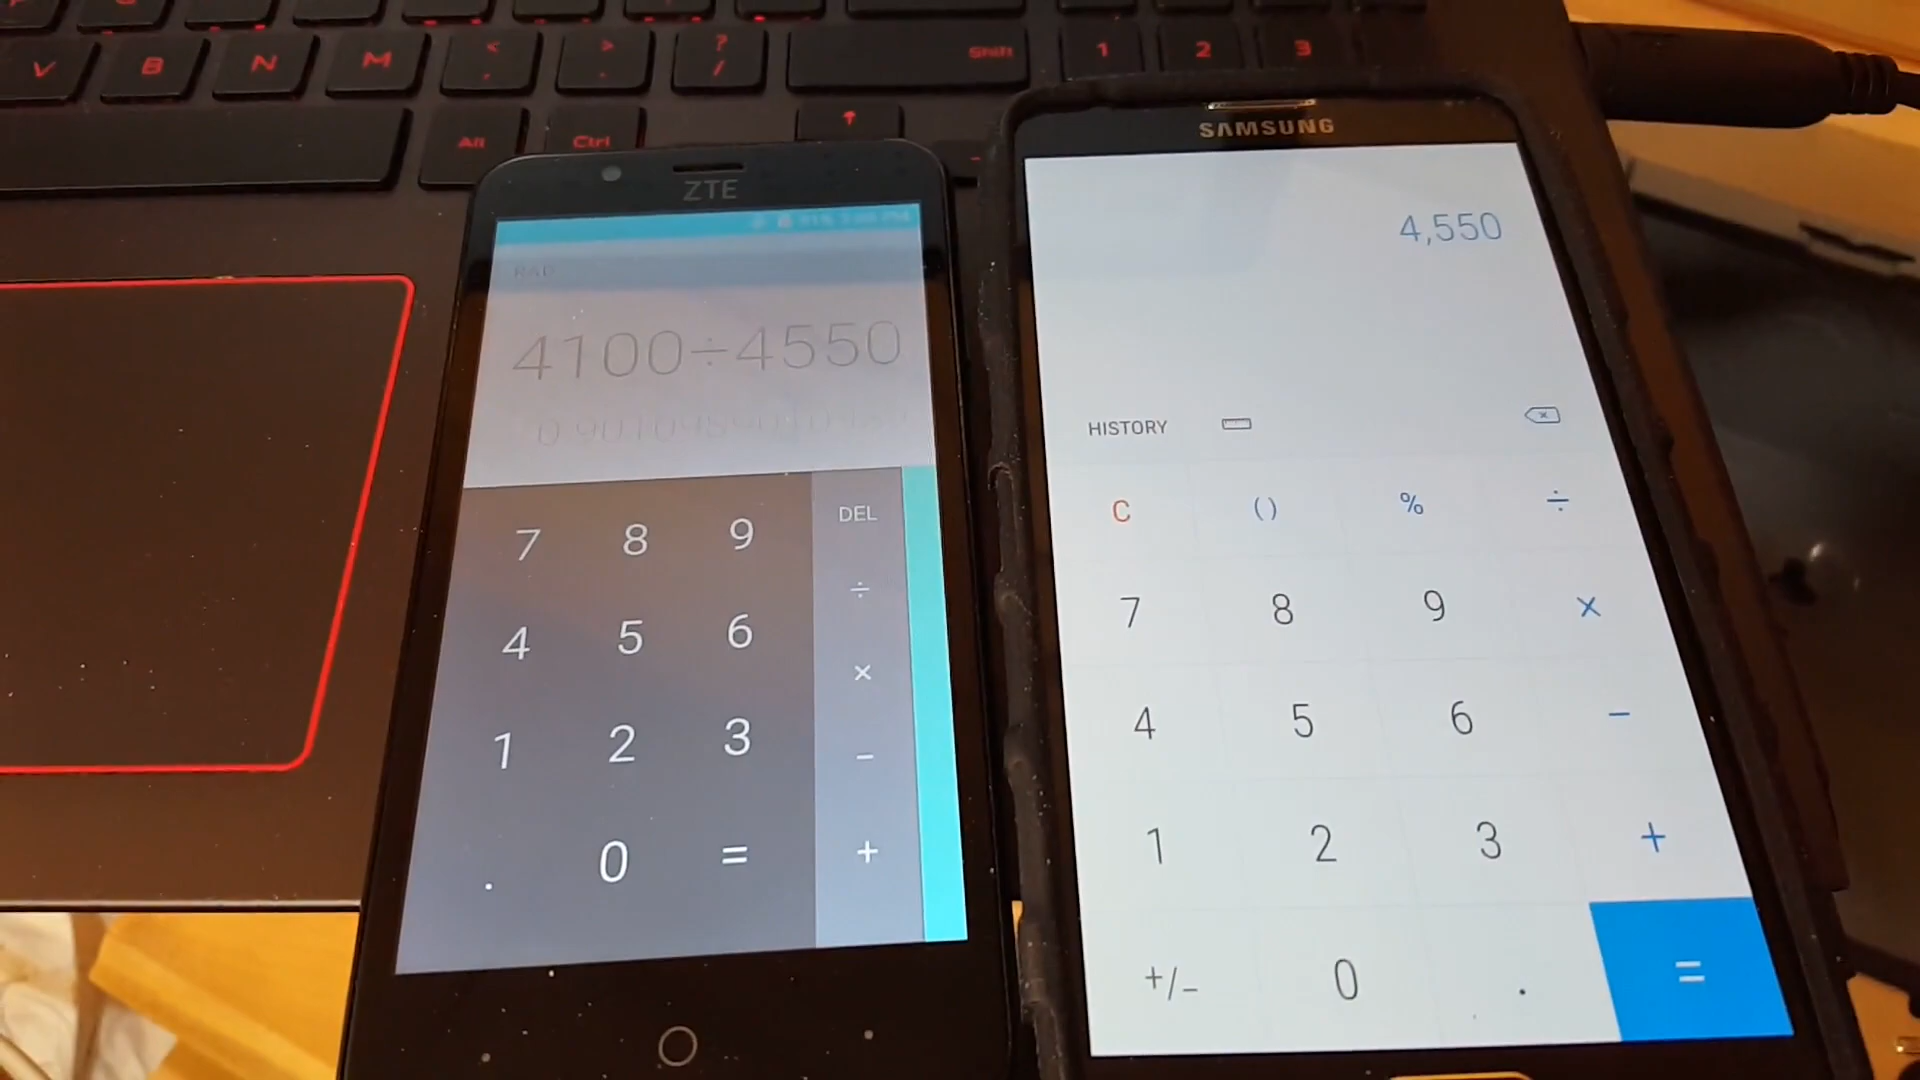 V B N M < , > . ? / Shift 1 2 3
Alt Ctrl ↑
ZTE
RAD
4100÷4550
7 8 9 DEL
÷
4 5 6
×
1 2 3
−
. 0 = +
SAMSUNG
4,550
HISTORY
C ( ) % ÷
7 8 9 ×
4 5 6 −
1 2 3 +
+/− 0 . =